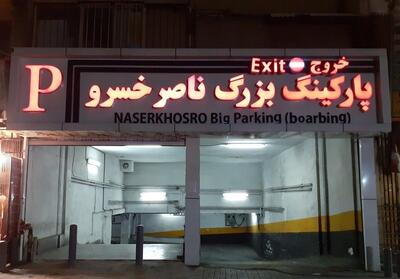 Exit خروج
P پارکینگ بزرگ ناصر خسرو
NASERKHOSRO Big Parking (boarbing)